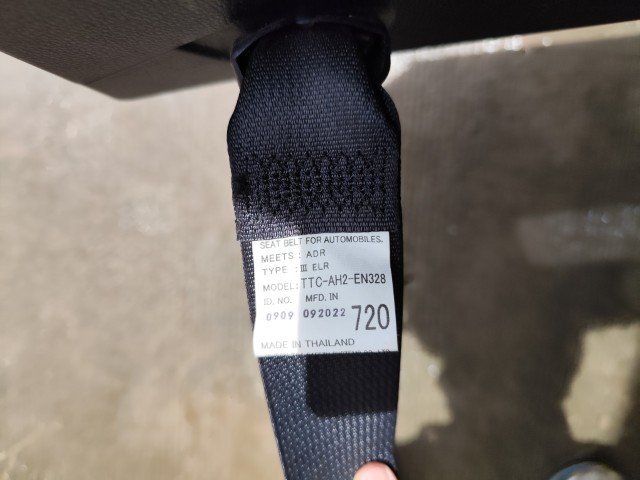 SEAT BELT FOR AUTOMOBILES.
MEETS : ADR
TYPE : Ⅲ ELR
MODEL: TTC-AH2-EN328
ID. NO. MFD. IN
0909 092022 720
MADE IN THAILAND